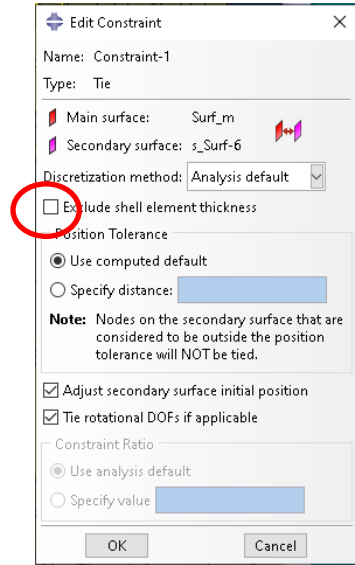 Edit Constraint
Name: Constraint-1
Type: Tie
Main surface: Surf_m
Secondary surface: s_Surf-6
Discretization method: Analysis default
Exclude shell element thickness
Position Tolerance
Use computed default
Specify distance:
Note: Nodes on the secondary surface that are
considered to be outside the position
tolerance will NOT be tied.
Adjust secondary surface initial position
Tie rotational DOFs if applicable
Constraint Ratio
Use analysis default
Specify value
OK Cancel